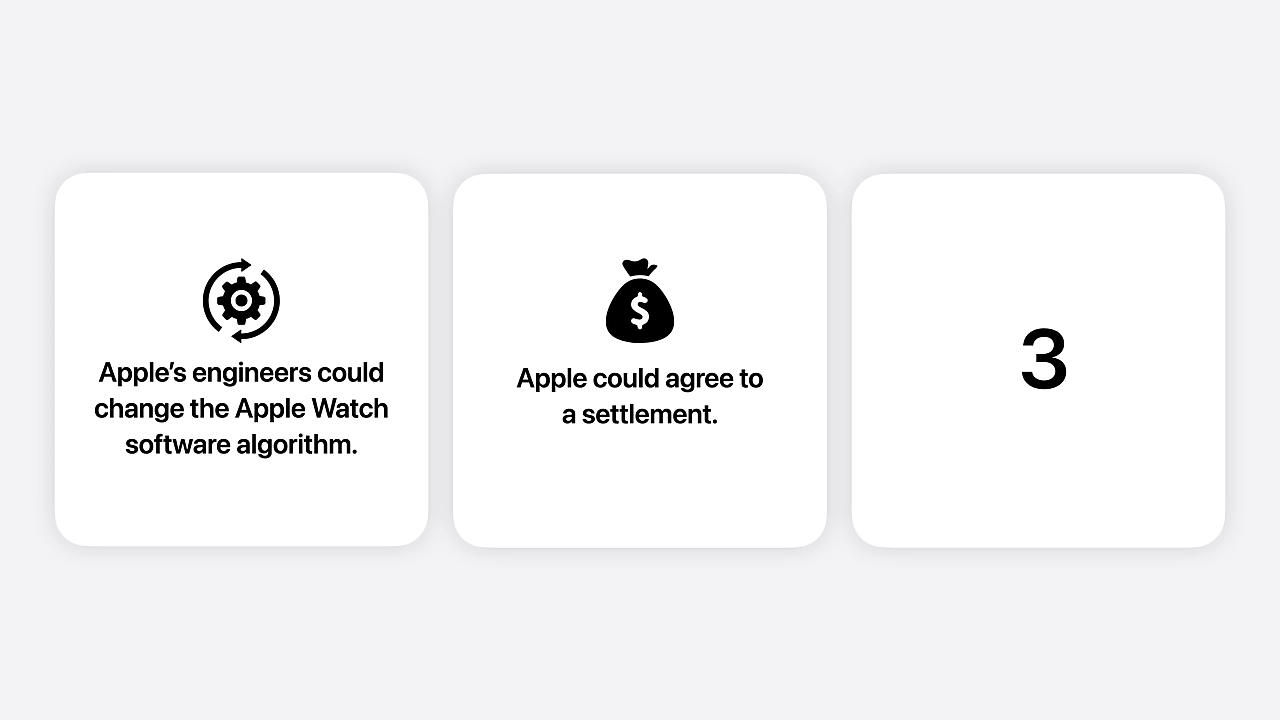 Apple’s engineers could
change the Apple Watch
software algorithm.
$
Apple could agree to
a settlement.
3